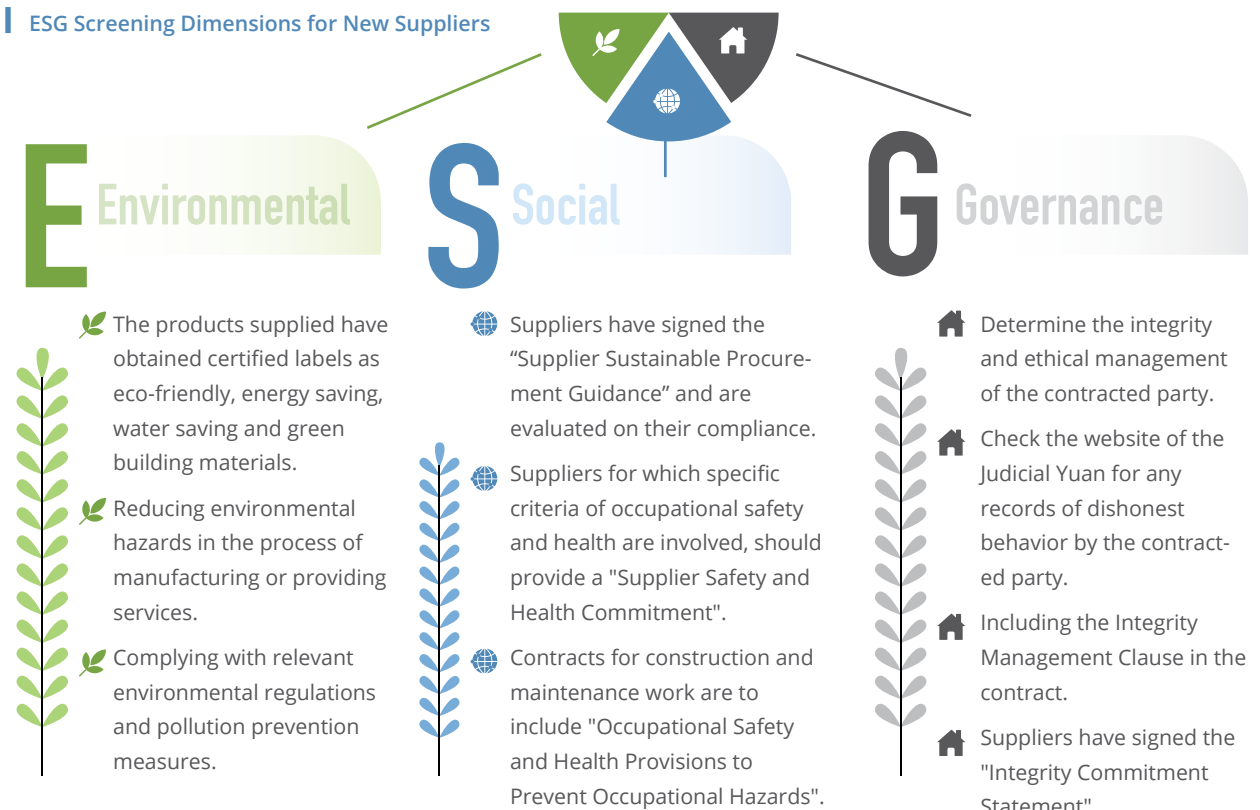 ESG Screening Dimensions for New Suppliers
E Environmental
The products supplied have
obtained certified labels as
eco-friendly, energy saving,
water saving and green
building materials.
Reducing environmental
hazards in the process of
manufacturing or providing
services.
Complying with relevant
environmental regulations
and pollution prevention
measures.
S Social
Suppliers have signed the
“Supplier Sustainable Procure-
ment Guidance” and are
evaluated on their compliance.
Suppliers for which specific
criteria of occupational safety
and health are involved, should
provide a "Supplier Safety and
Health Commitment".
Contracts for construction and
maintenance work are to
include "Occupational Safety
and Health Provisions to
Prevent Occupational Hazards".
G Governance
Determine the integrity
and ethical management
of the contracted party.
Check the website of the
Judicial Yuan for any
records of dishonest
behavior by the contract-
ed party.
Including the Integrity
Management Clause in the
contract.
Suppliers have signed the
"Integrity Commitment
Statement"